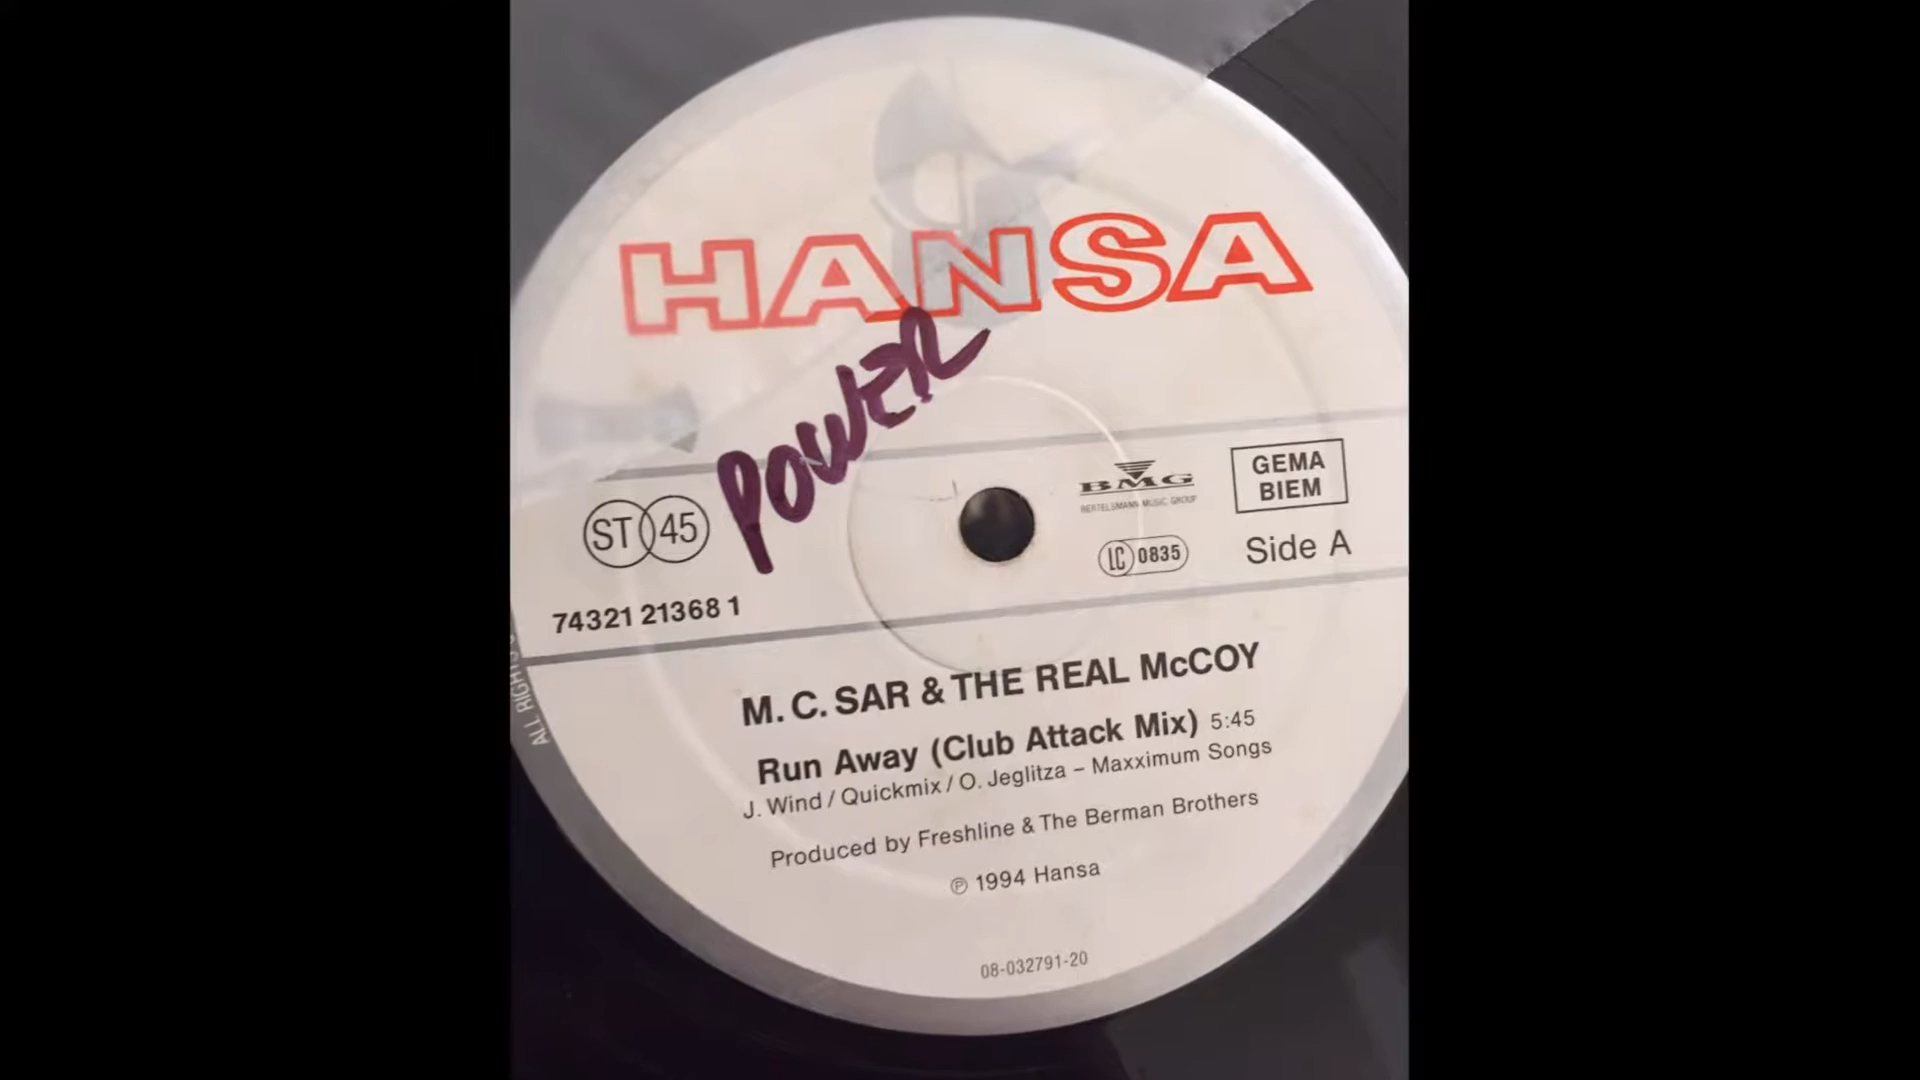 HANSA
POWER
ST 45
BMG
BERTELSMANN MUSIC GROUP
GEMA
BIEM
LC 0835
Side A
74321 21368 1
M. C. SAR & THE REAL McCOY
Run Away (Club Attack Mix) 5:45
J. Wind / Quickmix / O. Jeglitza – Maxximum Songs
Produced by Freshline & The Berman Brothers
℗ 1994 Hansa
08-032791-20
ALL RIGHTS